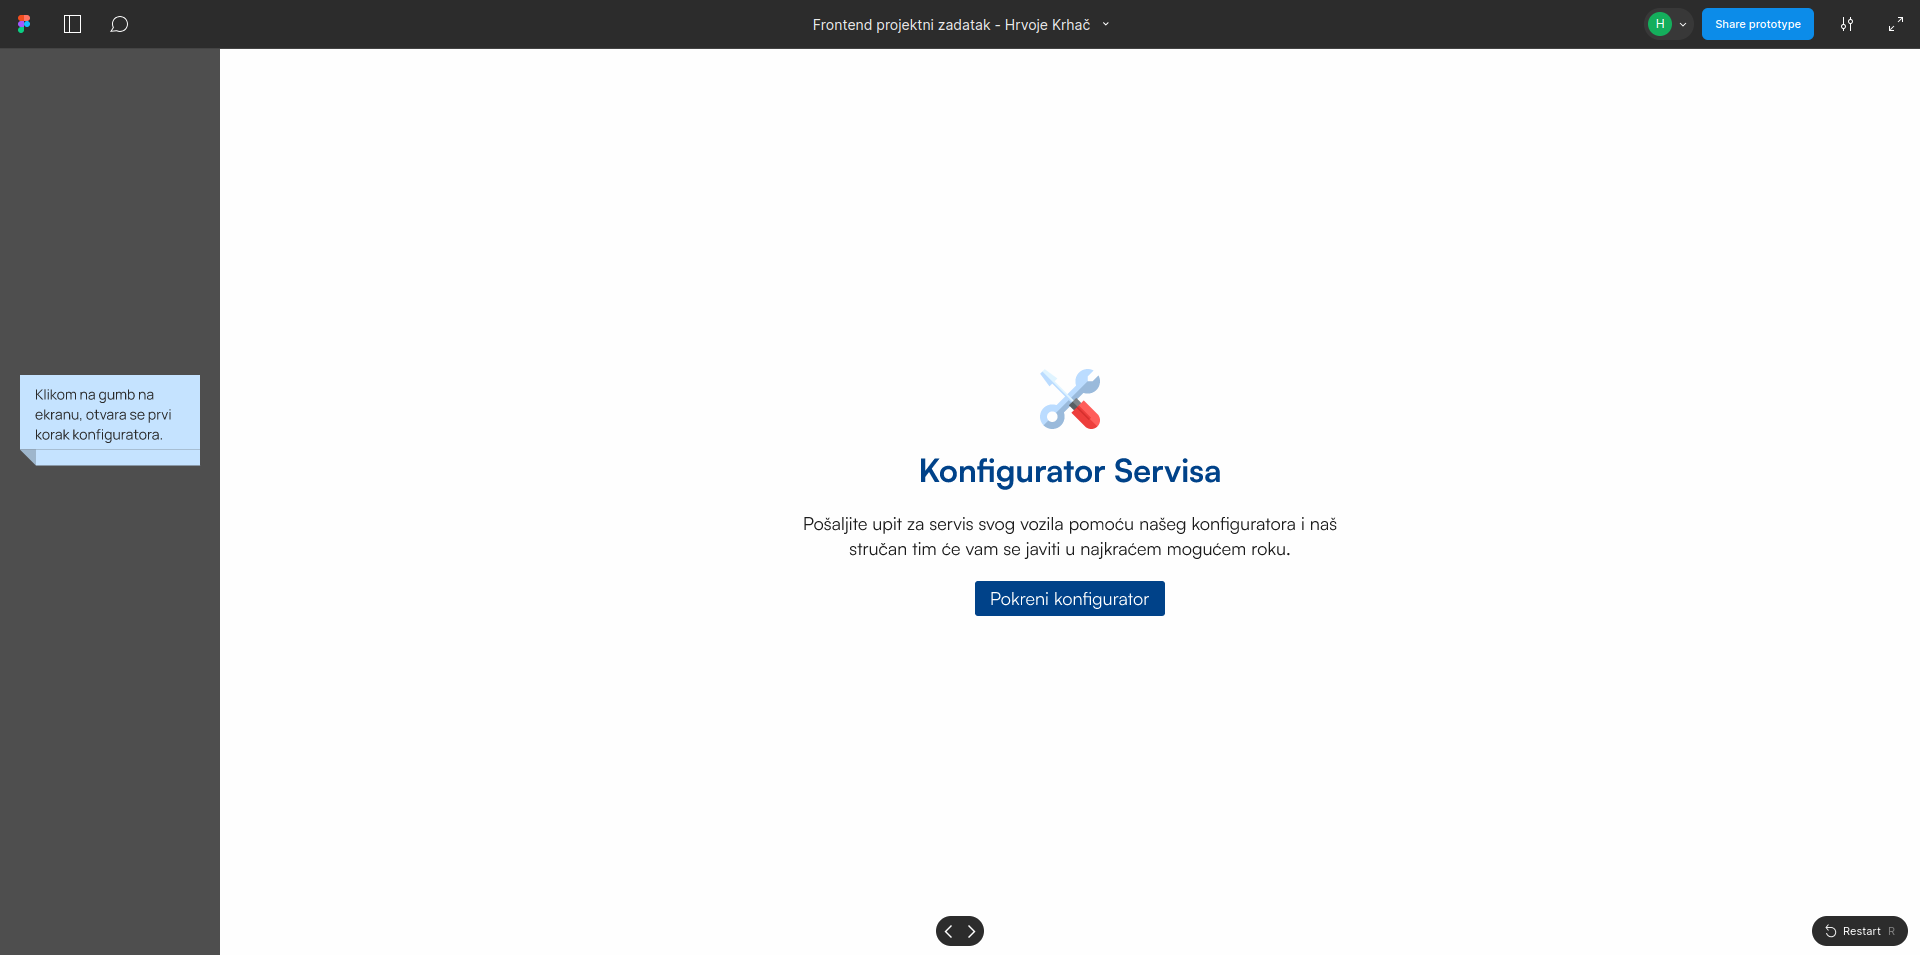 Frontend projektni zadatak - Hrvoje Krhač
H
Share prototype
Klikom na gumb na
ekranu, otvara se prvi
korak konfiguratora.
Konfigurator Servisa
Pošaljite upit za servis svog vozila pomoću našeg konfiguratora i naš
stručan tim će vam se javiti u najkraćem mogućem roku.
Pokreni konfigurator
Restart R